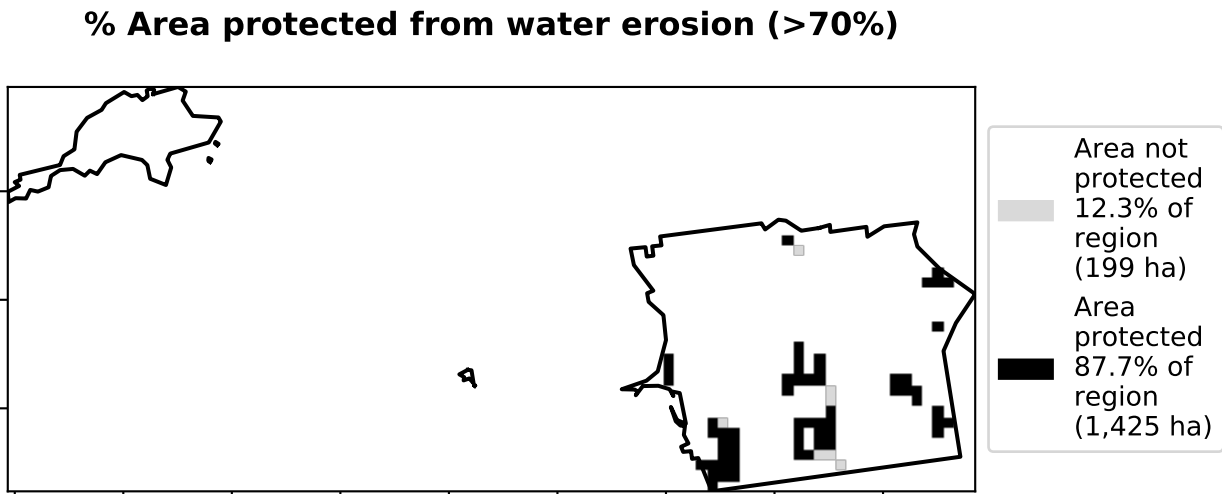 % Area protected from water erosion (>70%)
Area not
protected
12.3% of
region
(199 ha)
Area
protected
87.7% of
region
(1,425 ha)